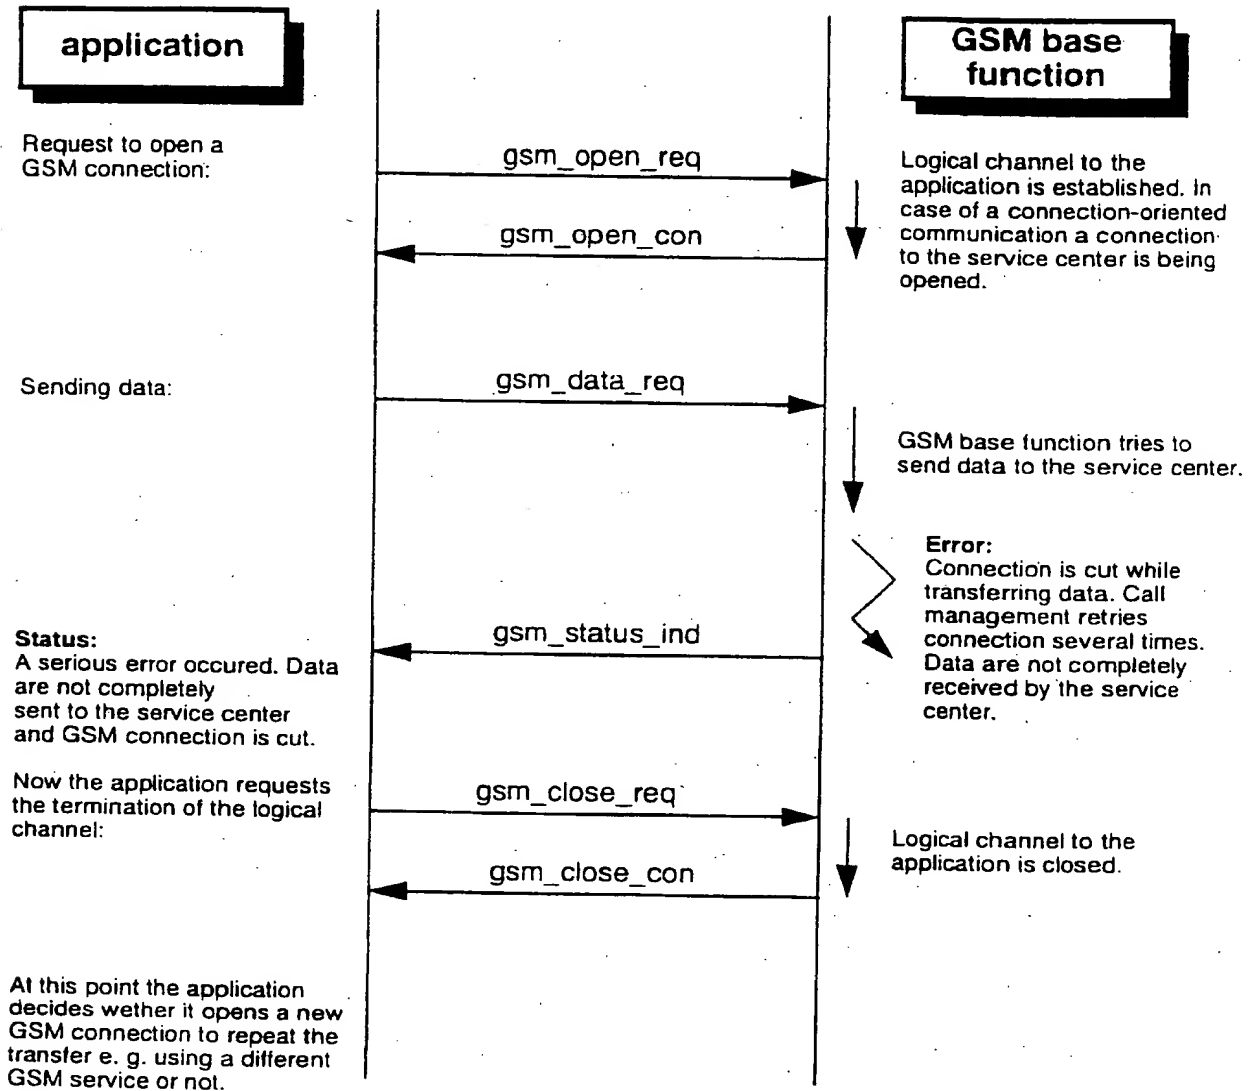 application
GSM base
function
Request to open a
GSM connection:
gsm_open_req
Logical channel to the
application is established. In
case of a connection-oriented
communication a connection
to the service center is being
opened.
gsm_open_con
Sending data:
gsm_data_req
GSM base function tries to
send data to the service center.
Error:
Connection is cut while
transferring data. Call
management retries
connection several times.
Data are not completely
received by the service
center.
gsm_status_ind
Status:
A serious error occured. Data
are not completely
sent to the service center
and GSM connection is cut.
Now the application requests
the termination of the logical
channel:
gsm_close_req
Logical channel to the
application is closed.
gsm_close_con
At this point the application
decides wether it opens a new
GSM connection to repeat the
transfer e. g. using a different
GSM service or not.